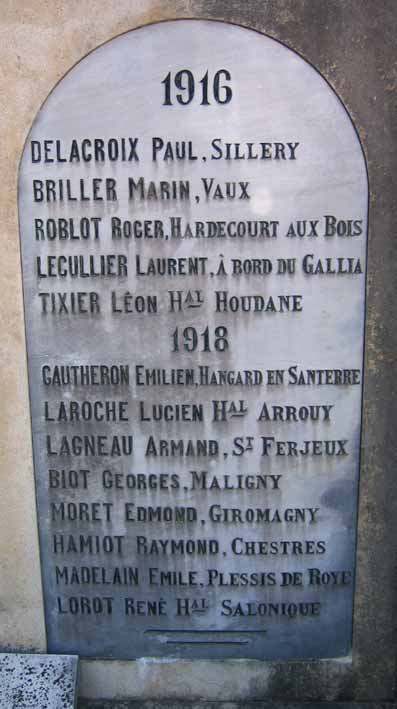 1916
DELACROIX PAUL, SILLERY
BRILLER MARIN, VAUX
ROBLOT ROGER, HARDECOURT AUX BOIS
LECULLIER LAURENT, À BORD DU GALLIA
TIXIER LÉON HAL HOUDANE
1918
GAUTHERON EMILIEN, HANGARD EN SANTERRE
LAROCHE LUCIEN HAL ARROUY
LAGNEAU ARMAND, ST FERJEUX
BIOT GEORGES, MALIGNY
MORET EDMOND, GIROMAGNY
HAMIOT RAYMOND, CHESTRES
MADELAIN EMILE, PLESSIS DE ROYE
LOROT RENÉ HAL SALONIQUE